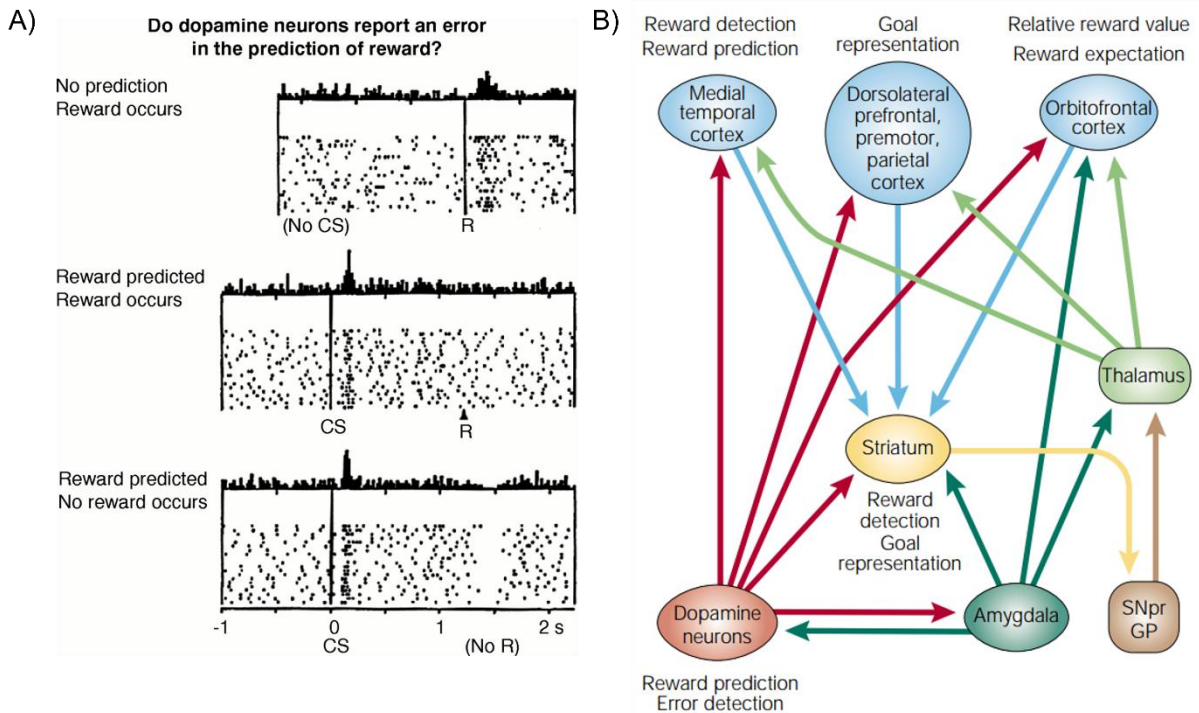 A)
Do dopamine neurons report an error
in the prediction of reward?
No prediction
Reward occurs
(No CS)
R
Reward predicted
Reward occurs
CS
R
Reward predicted
No reward occurs
-1
0
1
2 s
CS
(No R)
B)
Reward detection
Reward prediction
Goal
representation
Relative reward value
Reward expectation
Medial
temporal
cortex
Dorsolateral
prefrontal,
premotor,
parietal
cortex
Orbitofrontal
cortex
Thalamus
Striatum
Reward
detection
Goal
representation
Dopamine
neurons
Amygdala
SNpr
GP
Reward prediction
Error detection